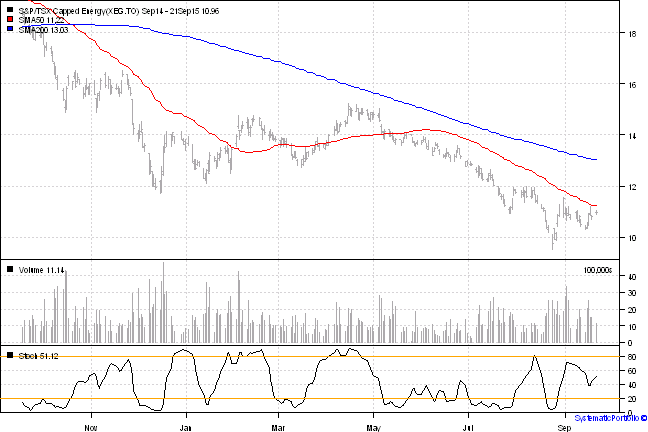 S&P/TSX Capped Energy(XEG.TO) Sep14 - 21Sep15 10.96
SMA50 11.22
SMA200 13.03
18
16
14
12
10
Volume 11.14
100,000s
40
30
20
10
0
Stoch 51.12
80
60
40
20
0
Nov
Jan
Mar
May
Jul
Sep
SystematicPortfolio ©